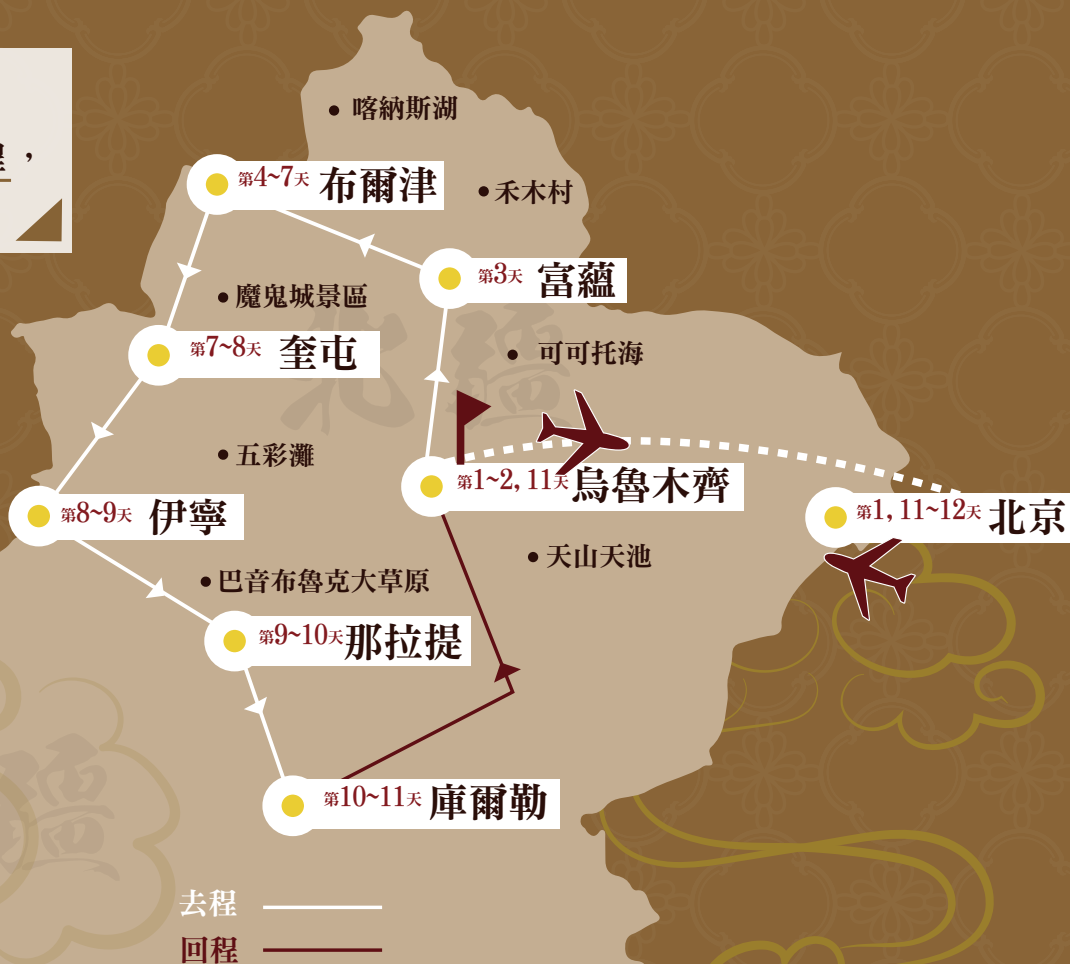 程，
喀納斯湖
第4~7天 布爾津
禾木村
第3天 富蘊
魔鬼城景區
北疆
第7~8天 奎屯
可可托海
五彩灘
第1~2, 11天 烏魯木齊
第8~9天 伊寧
第1, 11~12天 北京
天山天池
巴音布魯克大草原
第9~10天 那拉提
疆
第10~11天 庫爾勒
去程
回程